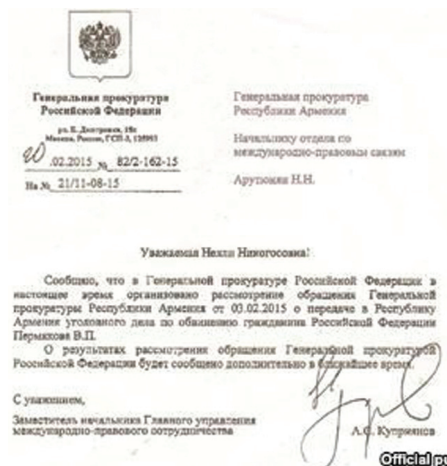 Генеральная прокуратура
Российской Федерации
ул. Б. Дмитровка, 15а
Москва, Россия, ГСП-3, 125993
20 .02.2015 № 82/2-162-15
На № 21/11-08-15
Генеральная прокуратура
Республики Армения
Начальнику отдела по
международно-правовым связям
Арутюнян Н.Н.
Уважаемая Нелли Никогосовна!
Сообщаю, что в Генеральной прокуратуре Российской Федерации в
настоящее время организовано рассмотрение обращения Генеральной
прокуратуры Республики Армения от 03.02.2015 о передаче в Республику
Армения уголовного дела по обвинению гражданина Российской Федерации
Пермякова В.П.
О результатах рассмотрения обращения Генеральной прокуратурой
Российской Федерации будет сообщено дополнительно в ближайшее время.
С уважением,
Заместитель начальника Главного управления
международно-правового сотрудничества
А.С. Куприянов
Official